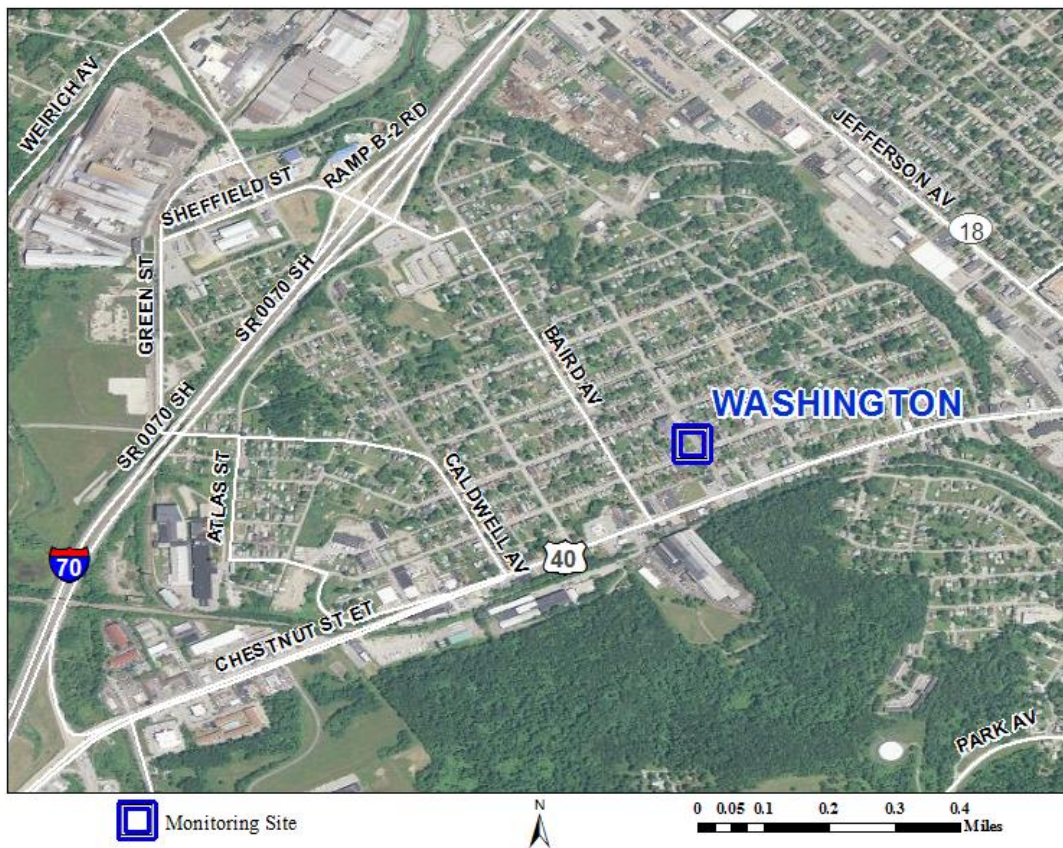 WEIRICH AV
JEFFERSON AV
18
RAMP B-2 RD
SHEFFIELD ST
GREEN ST
SR 0070 SH
BAIRD AV
WASHINGTON
SR 0070 SH
ATLAS ST
CALDWELL AV
40
70
CHESTNUT ST ET
PARK AV
Monitoring Site
N
0 0.05 0.1 0.2 0.3 0.4
Miles